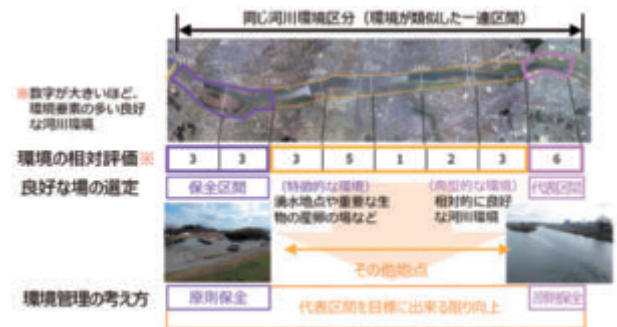 同じ河川環境区分（環境が類似した一連区間）
※数字が大きいほど、
環境要素の多い良好
な河川環境
環境の相対評価※
3 3 3 5 1 2 3 6
良好な場の選定
保全区間
（特徴的な環境）
湧水地点や重要な生
物の産卵の場など
（典型的な環境）
相対的に良好
な河川環境
代表区間
その他地点
環境管理の考え方
原則保全
代表区間を目標に出来る限り向上
原則保全